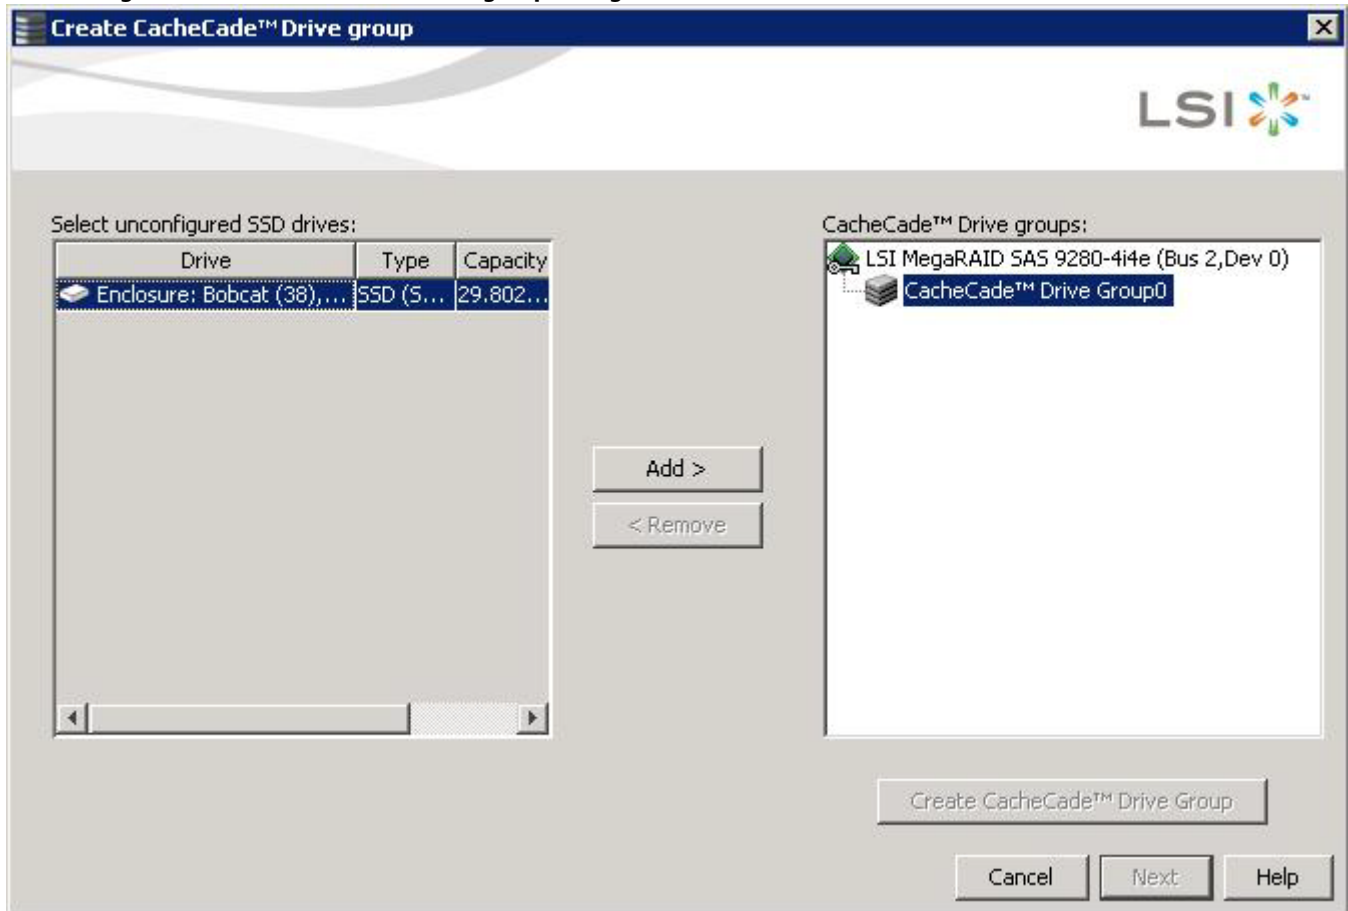 Create CacheCade™ Drive group
LSI
Select unconfigured SSD drives:
CacheCade™ Drive groups:
Drive Type Capacity
Enclosure: Bobcat (38),... SSD (S... 29.802...
LSI MegaRAID SAS 9280-4i4e (Bus 2,Dev 0)
CacheCade™ Drive Group0
Add >
< Remove
Create CacheCade™ Drive Group
Cancel Next Help